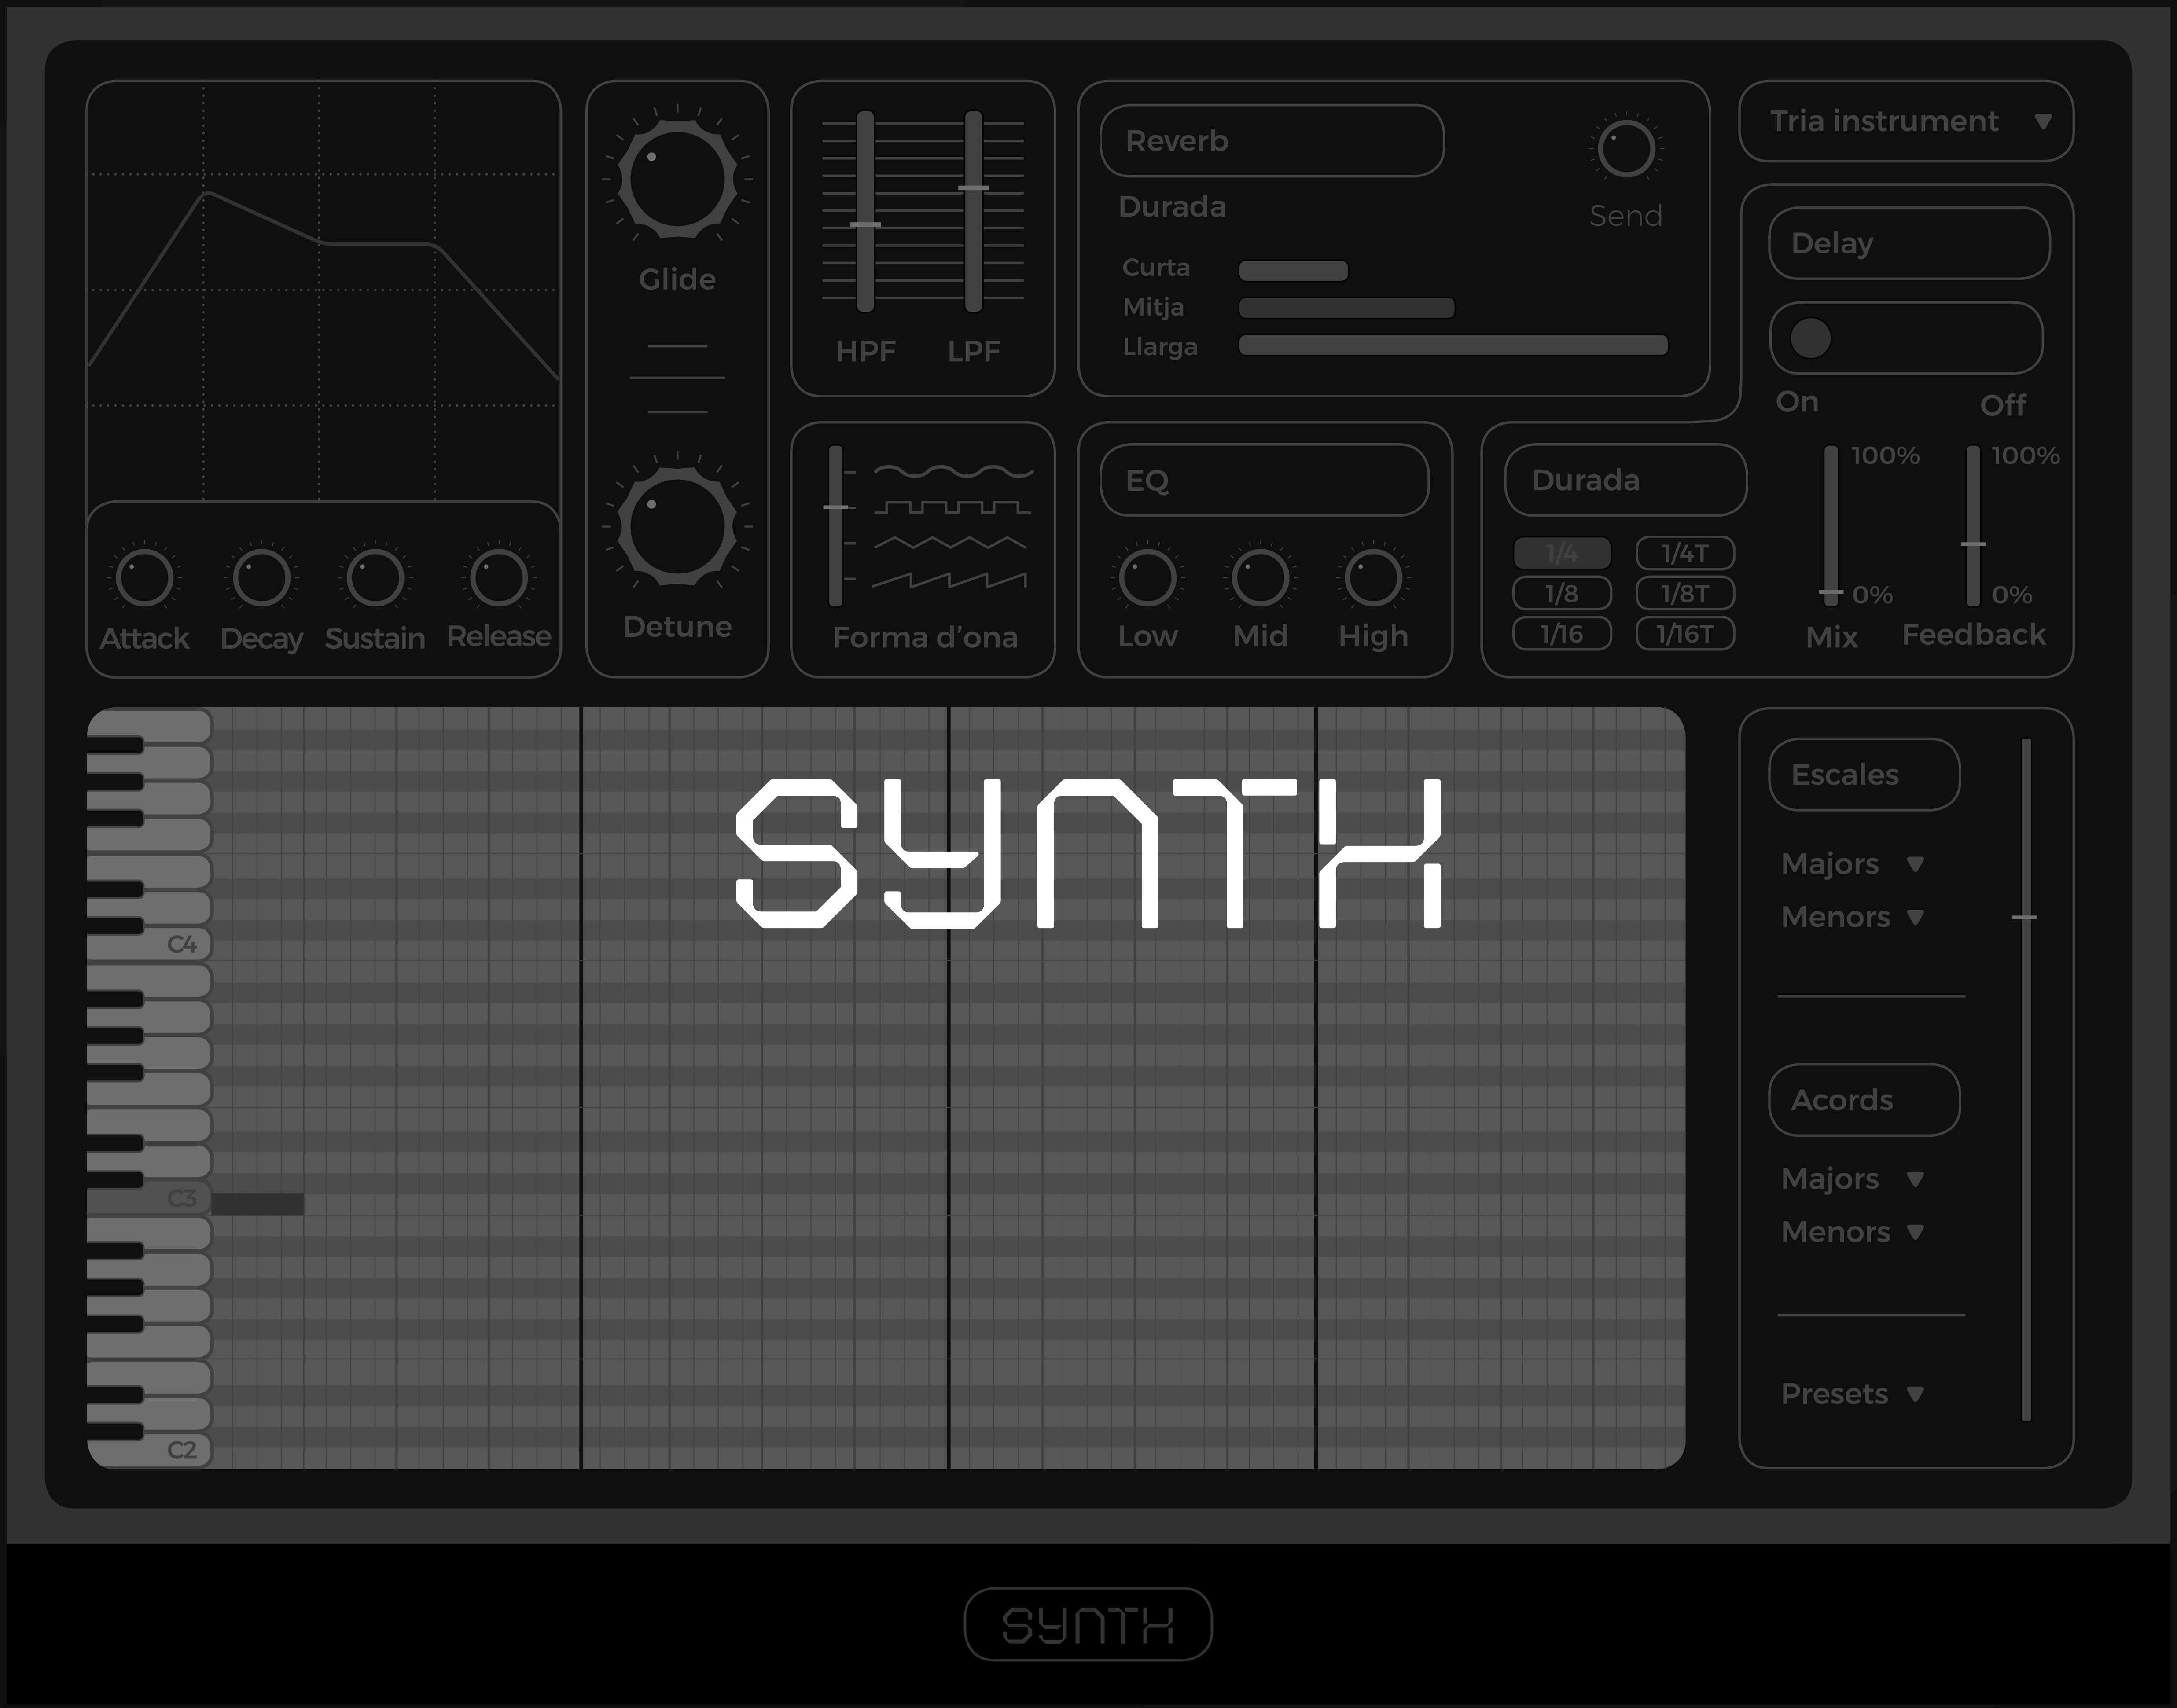 Tria instrument
Reverb
Durada
Send
Curta
Mitja
Llarga
Glide
HPF LPF
Delay
On Off
Attack Decay Sustain Release
Detune
Forma d’ona
EQ
Low Mid High
Durada
1/4 1/4T
1/8 1/8T
1/16 1/16T
100% 100%
0% 0%
Mix Feedback
SYNTH
C4
C3
C2
Escales
Majors
Menors
Acords
Majors
Menors
Presets
SYNTH